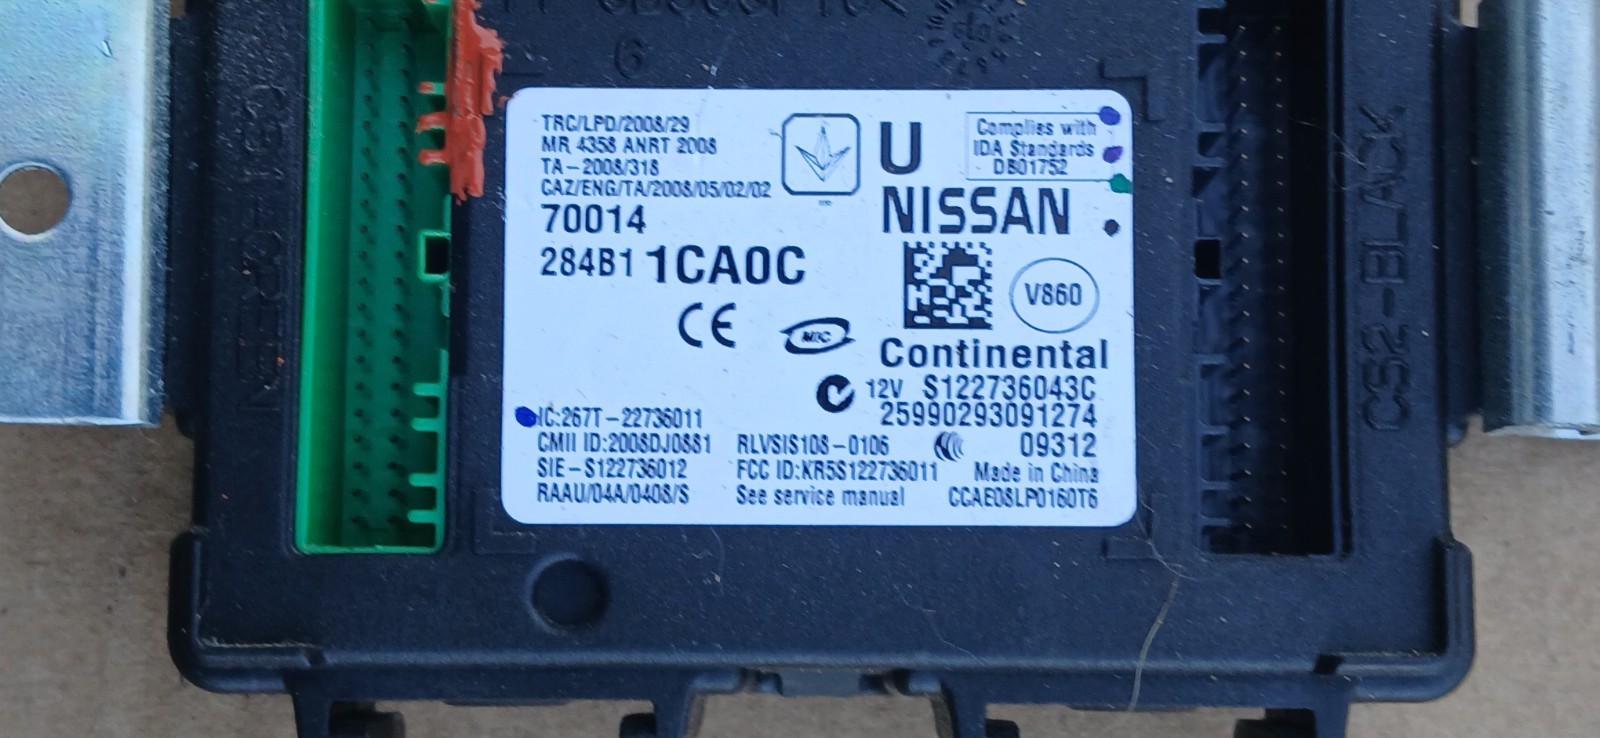 6
TRC/LPD/2008/29
MR 4358 ANRT 2008
TA-2008/318
CAZ/ENG/TA/2008/05/02/02
70014
284B1 1CA0C
CE
U
NISSAN
Complies with
IDA Standards
DB01752
V860
MIC
Continental
12V S122736043C
25990293091274
09312
IC:267T-22736011
CMII ID:2008DJ0881 RLVSIS108-0106
SIE-S122736012 FCC ID:KR5S122736011 Made in China
RAAU/04A/0408/S See service manual CCAE08LP0160T6
CS2-BLACK